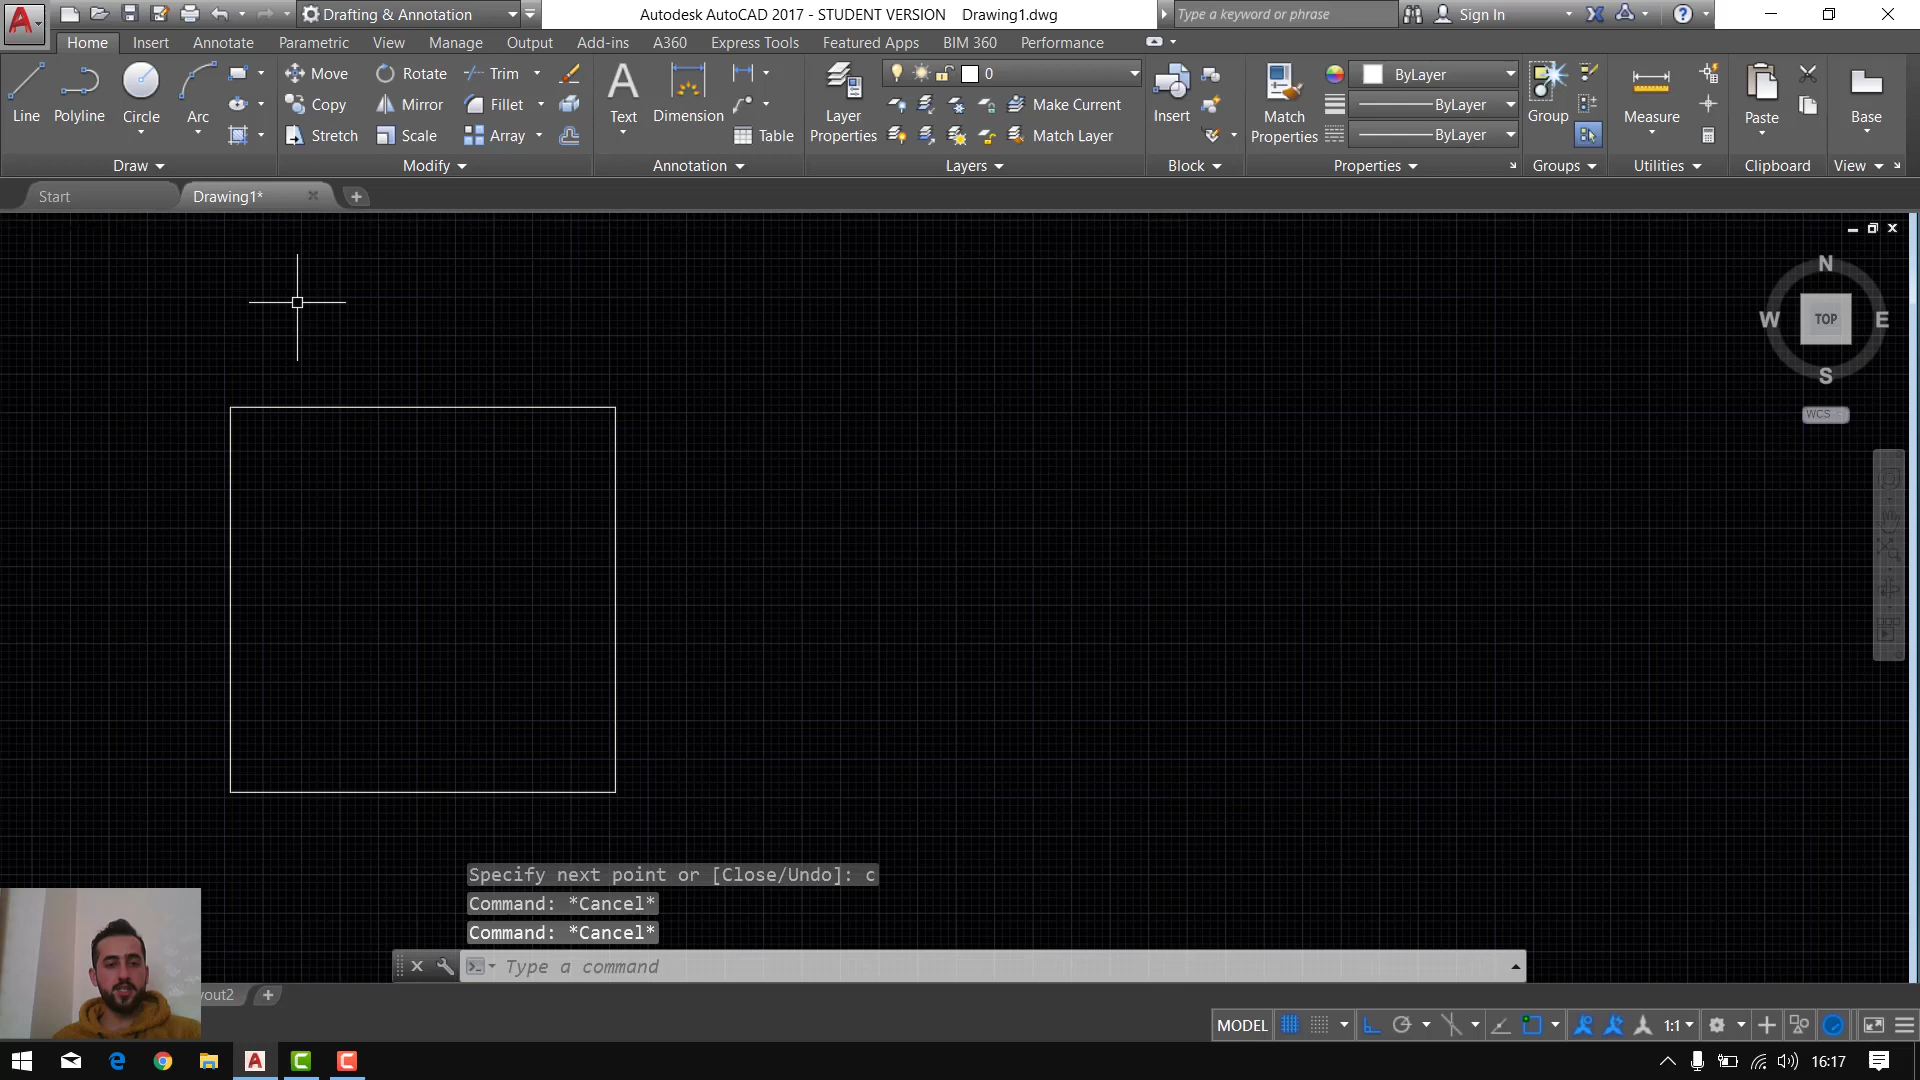 Drafting & Annotation
Autodesk AutoCAD 2017 - STUDENT VERSION Drawing1.dwg
Type a keyword or phrase
Sign In
Home Insert Annotate Parametric View Manage Output Add-ins A360 Express Tools Featured Apps BIM 360 Performance
Line Polyline Circle Arc
Move Rotate Trim
Copy Mirror Fillet
Stretch Scale Array
Text Dimension Table
Layer Properties
0
Make Current
Match Layer
Insert
Match Properties
ByLayer
ByLayer
ByLayer
Group
Measure
Paste
Base
Draw Modify Annotation Layers Block Properties Groups Utilities Clipboard View
Start Drawing1*
N
W TOP E
S
WCS
Specify next point or [Close/Undo]: c
Command: *Cancel*
Command: *Cancel*
Type a command
yout2
MODEL 1:1
16:17